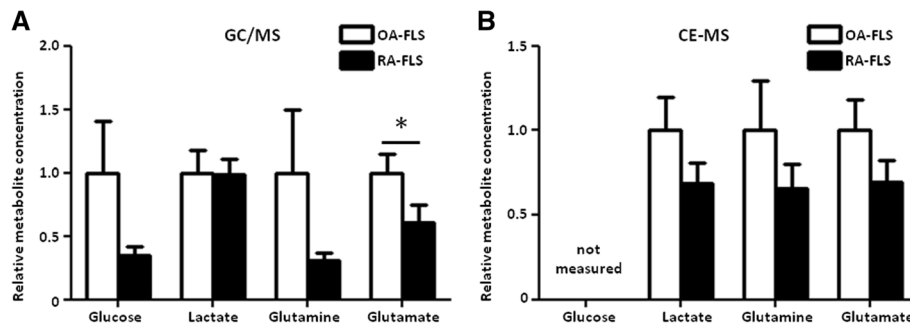 A
GC/MS
OA-FLS
RA-FLS
Relative metabolite concentration
2.0
1.5
1.0
0.5
0
*
Glucose
Lactate
Glutamine
Glutamate
B
CE-MS
OA-FLS
RA-FLS
Relative metabolite concentration
1.5
1.0
0.5
0
not
measured
Glucose
Lactate
Glutamine
Glutamate